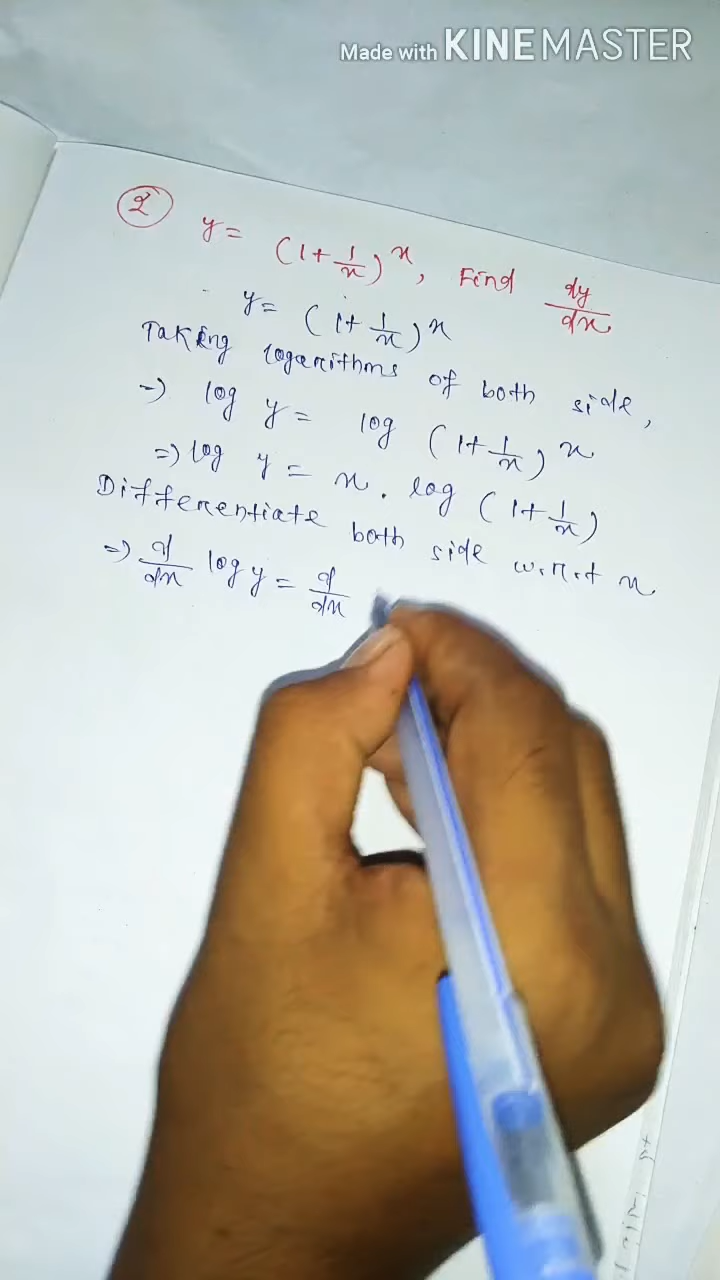 Made with KINEMASTER
② y = (1+1/x)^x, Find dy/dx
y = (1+1/x)^x
Taking logarithms of both side,
=) log y = log (1+1/x)^x
=) log y = x. log (1+1/x)
Differentiate both side w.r.t x
=) d/dx log y = d/dx